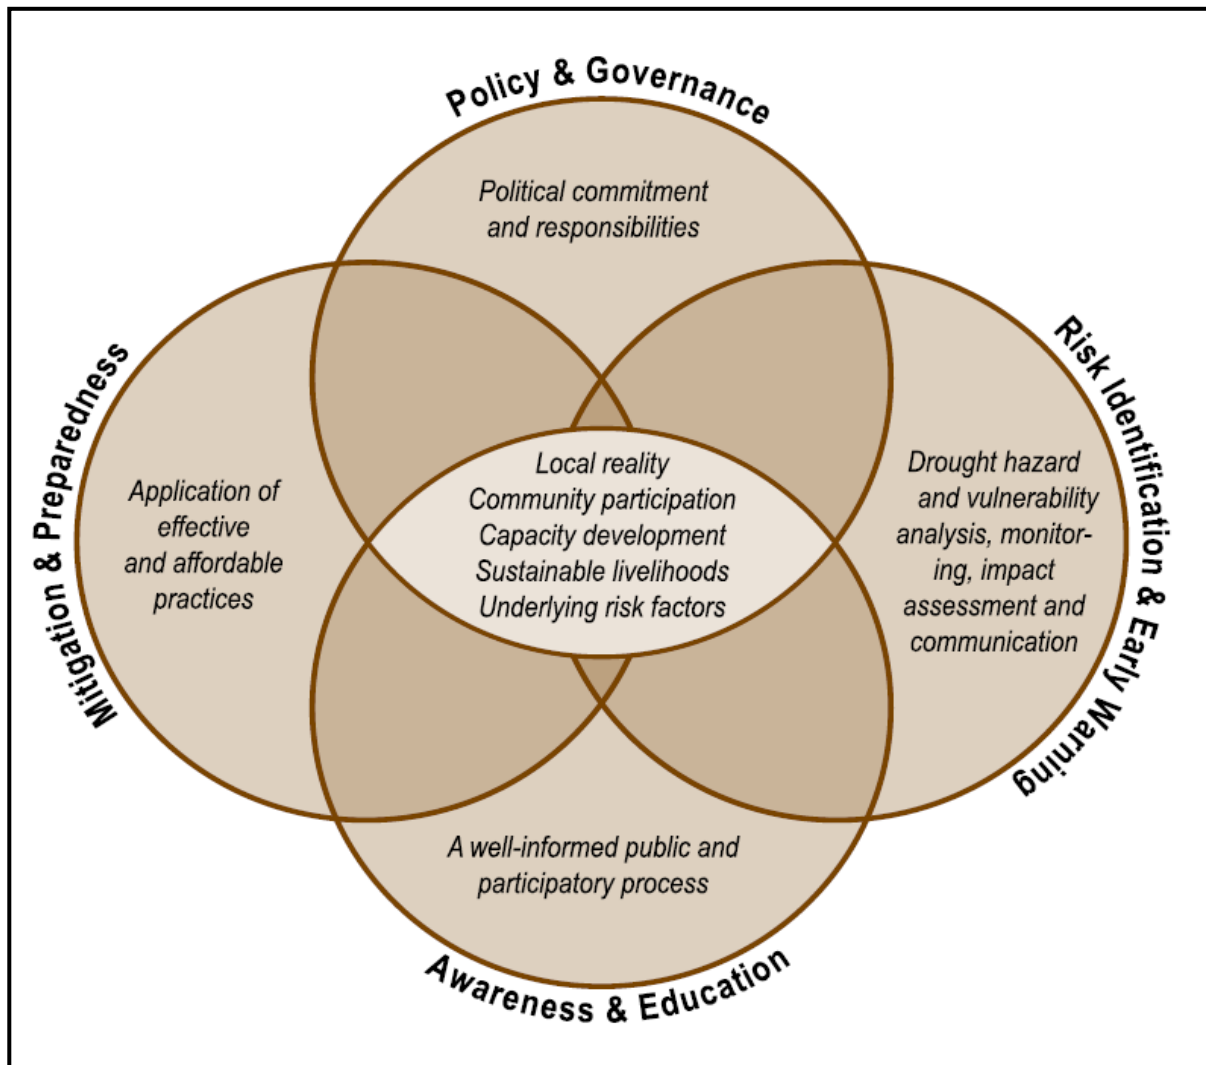 Policy & Governance
Political commitment
and responsibilities
Mitigation & Preparedness
Application of
effective
and affordable
practices
Local reality
Community participation
Capacity development
Sustainable livelihoods
Underlying risk factors
Risk Identification & Early Warning
Drought hazard
and vulnerability
analysis, monitor-
ing, impact
assessment and
communication
A well-informed public and
participatory process
Awareness & Education